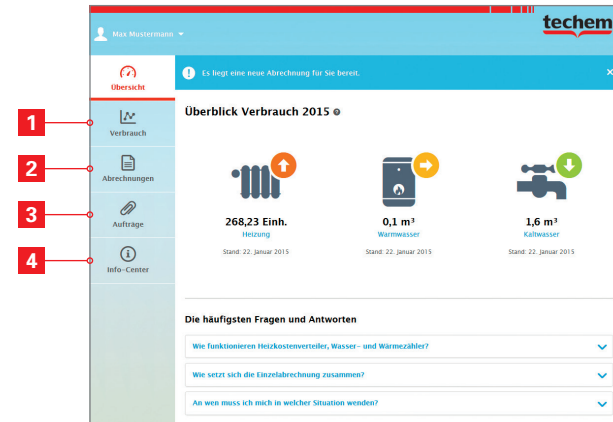 techem
Max Mustermann
Übersicht
Es liegt eine neue Abrechnung für Sie bereit.
1
Verbrauch
2
Abrechnungen
3
Aufträge
4
Info-Center
Überblick Verbrauch 2015
268,23 Einh.
Heizung
Stand: 22. Januar 2015
0,1 m³
Warmwasser
Stand: 22. Januar 2015
1,6 m³
Kaltwasser
Stand: 22. Januar 2015
Die häufigsten Fragen und Antworten
Wie funktionieren Heizkostenverteiler, Wasser- und Wärmezähler?
Wie setzt sich die Einzelabrechnung zusammen?
An wen muss ich mich in welcher Situation wenden?